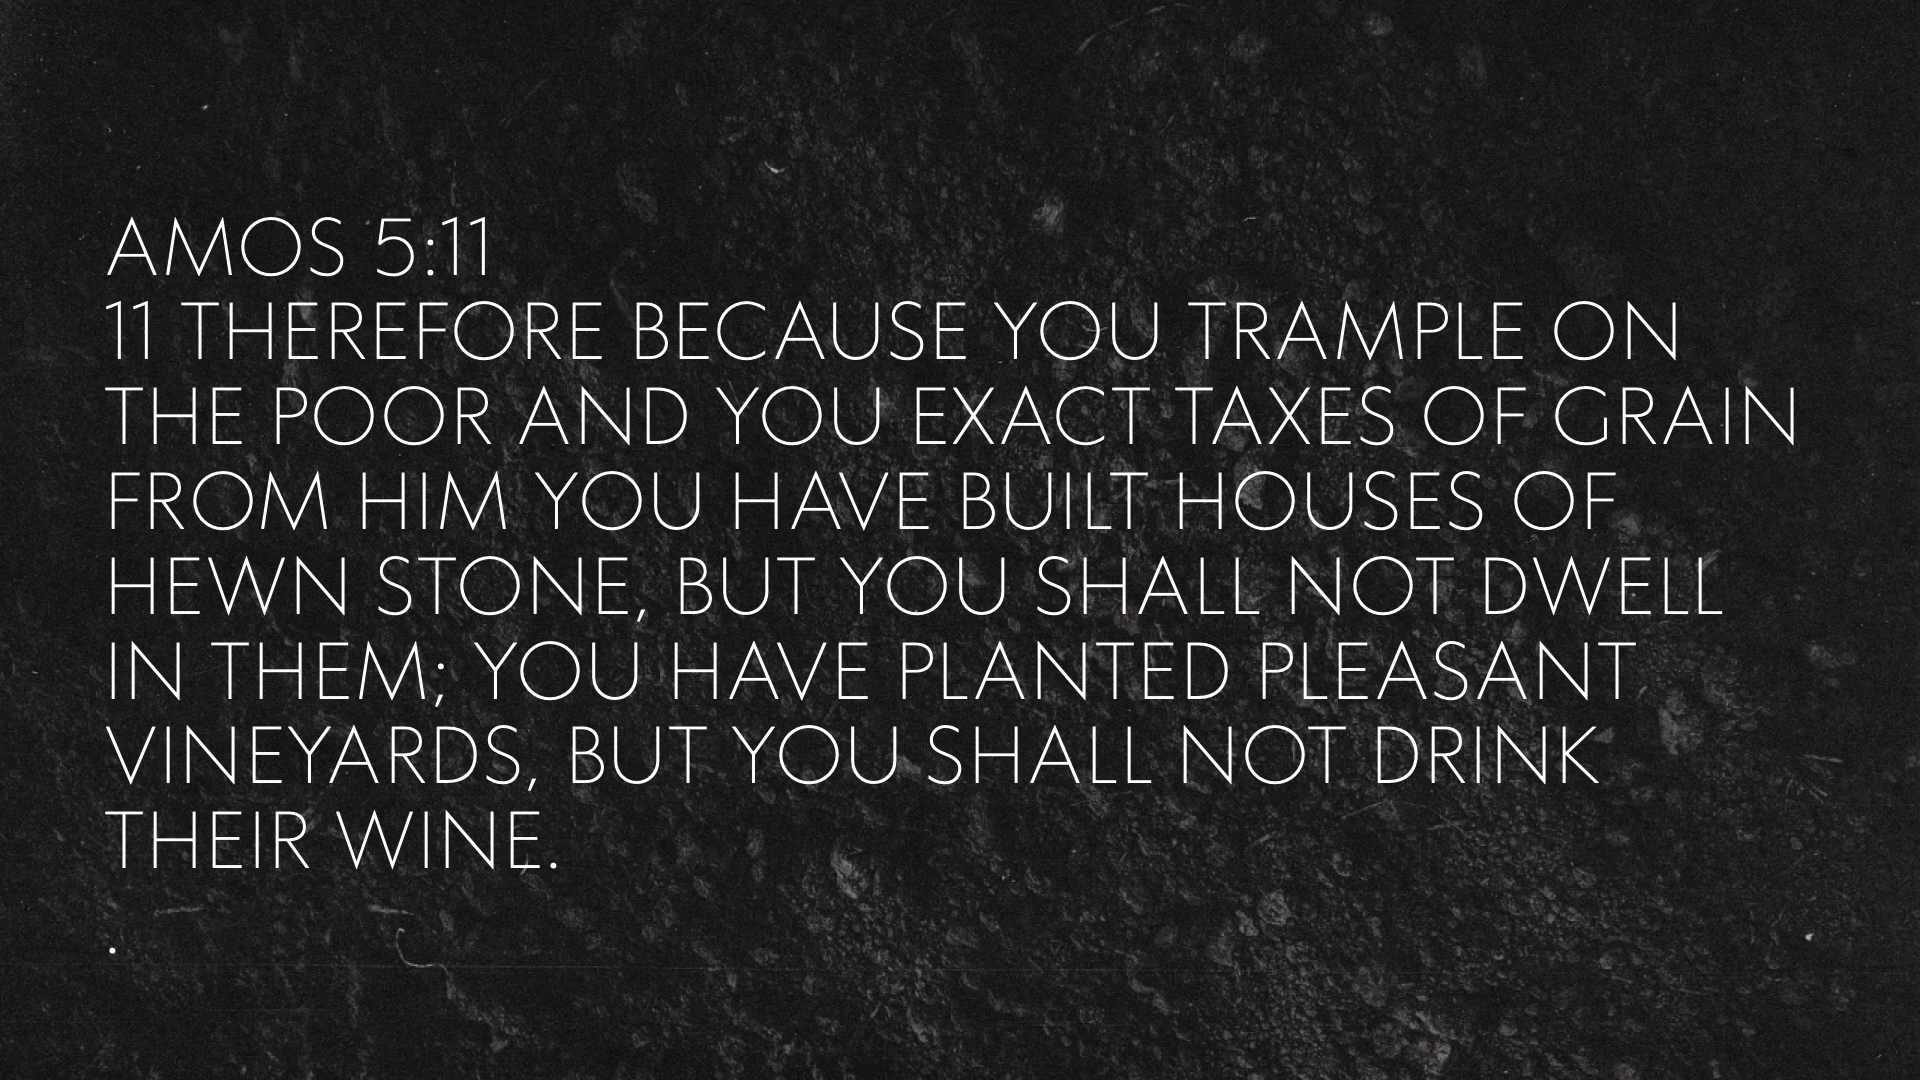 AMOS 5:11
11 THEREFORE BECAUSE YOU TRAMPLE ON
THE POOR AND YOU EXACT TAXES OF GRAIN
FROM HIM YOU HAVE BUILT HOUSES OF
HEWN STONE, BUT YOU SHALL NOT DWELL
IN THEM; YOU HAVE PLANTED PLEASANT
VINEYARDS, BUT YOU SHALL NOT DRINK
THEIR WINE.
.